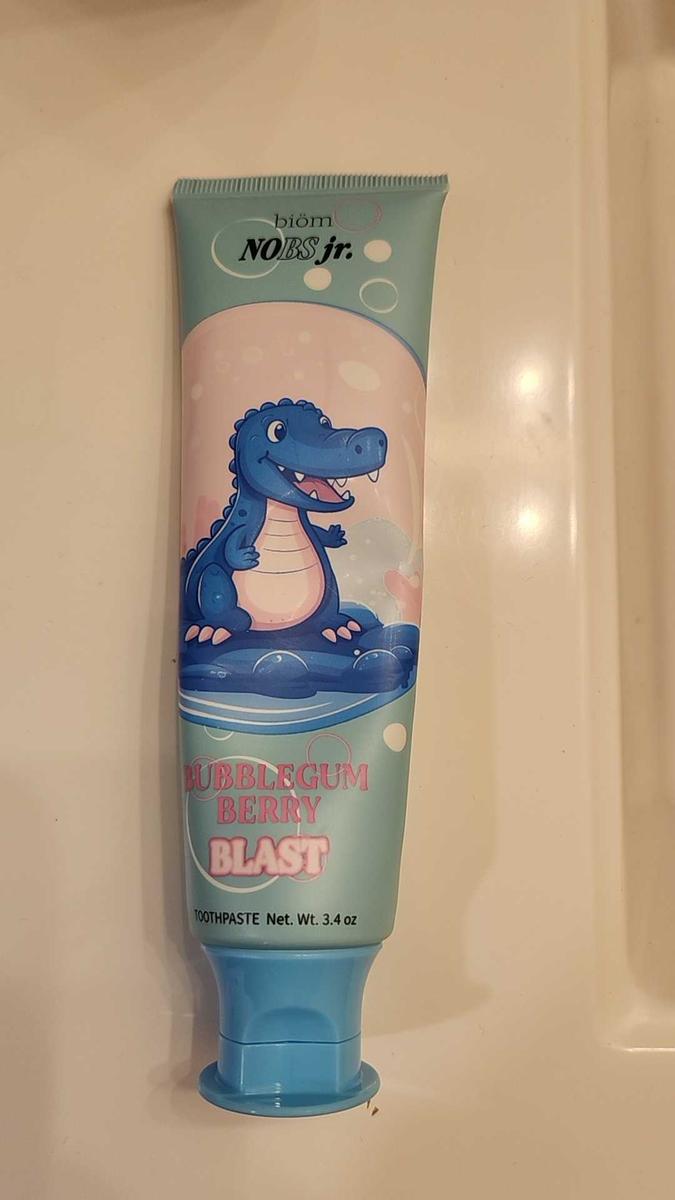 biöm
NOBS jr.
BUBBLEGUM
BERRY
BLAST
TOOTHPASTE Net. Wt. 3.4 oz